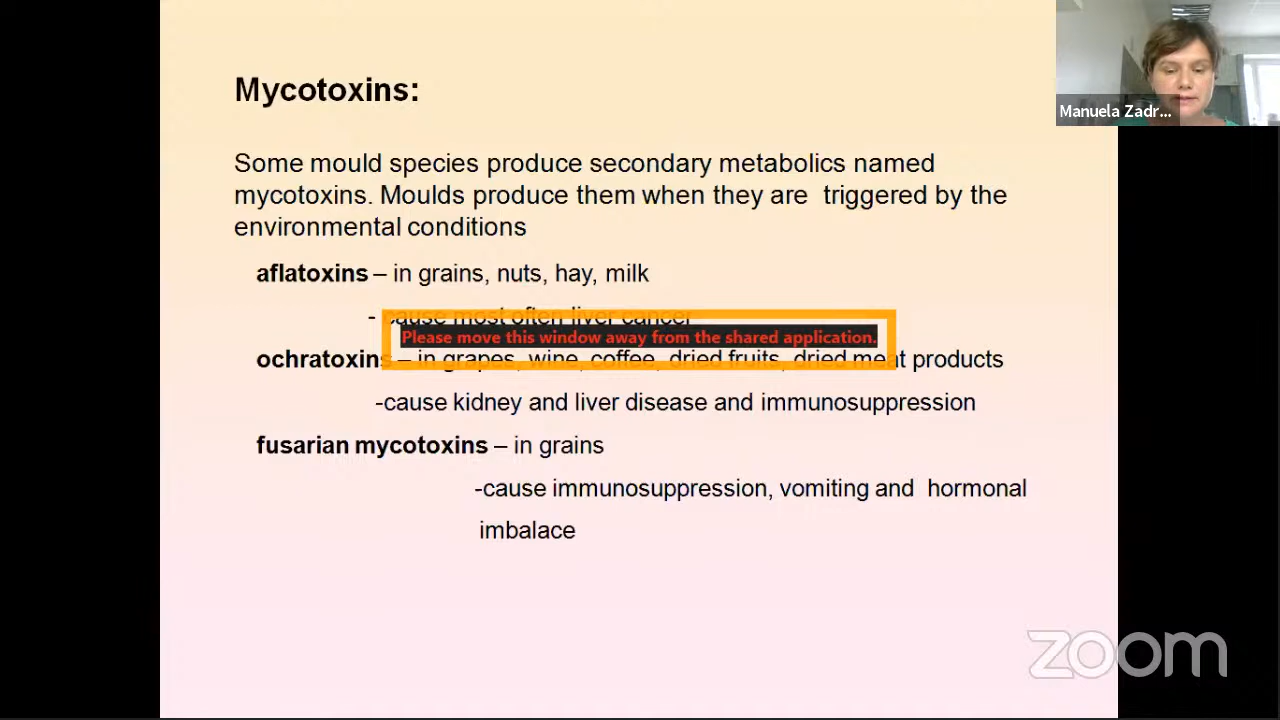 Mycotoxins:
Manuela Zadr...
Some mould species produce secondary metabolics named
mycotoxins. Moulds produce them when they are triggered by the
environmental conditions
aflatoxins – in grains, nuts, hay, milk
- cause most often liver cancer
Please move this window away from the shared application.
ochratoxins – in grapes, wine, coffee, dried fruits, dried meat products
-cause kidney and liver disease and immunosuppression
fusarian mycotoxins – in grains
-cause immunosuppression, vomiting and hormonal
imbalace
zoom